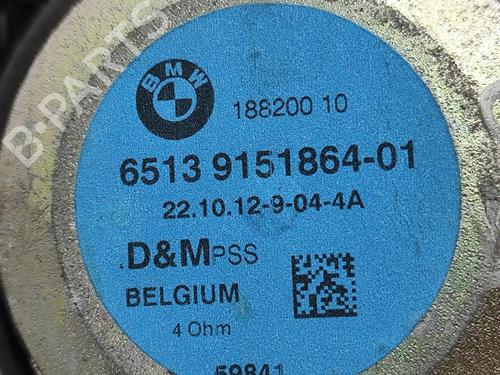 BMW
188200 10
6513 9151864-01
22.10.12-9-04-4A
.D&MPSS
BELGIUM
4 Ohm
59841
B-PARTS